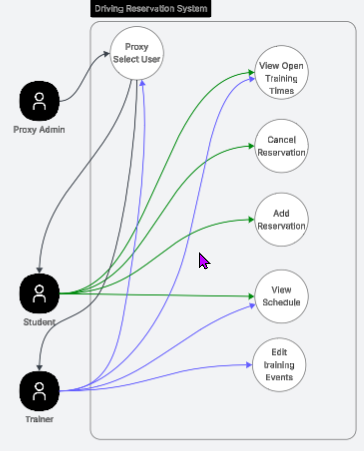 Driving Reservation System
Proxy
Select User
View Open
Training
Times
Proxy Admin
Cancel
Reservation
Add
Reservation
View
Schedule
Student
Edit
training
Events
Trainer